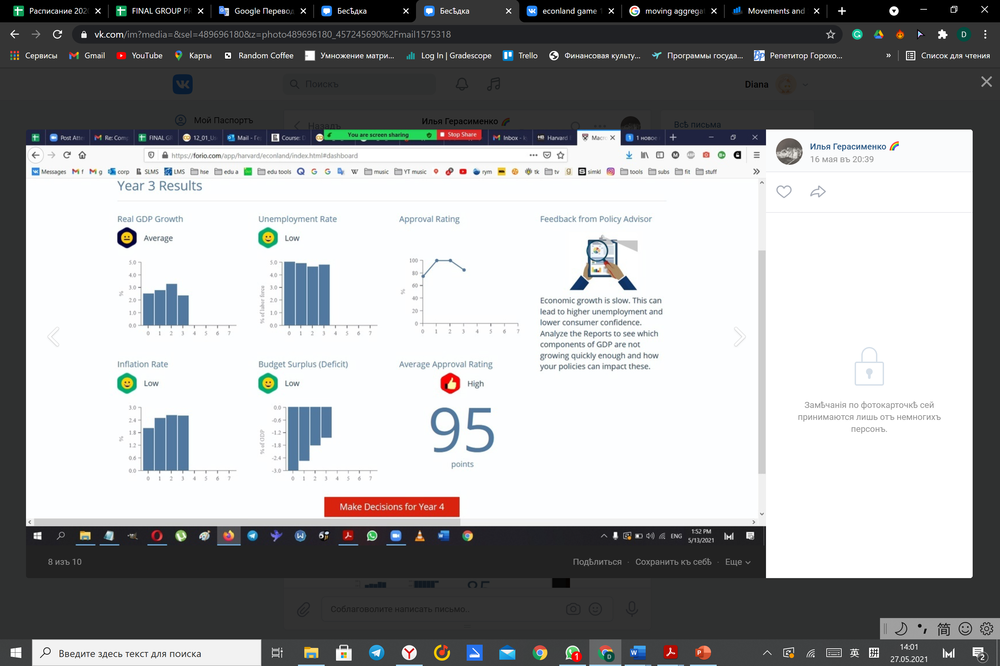 Расписание 202
FINAL GROUP PR
Google Перевод
Бесѣдка
Бесѣдка
econland game 1
moving aggregat
Movements and
vk.com/im?media=&sel=489696180&z=photo489696180_457245690%2Fmail1575318
D
Сервисы
Gmail
YouTube
Карты
Random Coffee
Умножение матри...
Log In | Gradescope
Trello
Финансовая культу...
Программы госуда...
Репетитор Горохо...
»
Список для чтения
Поискъ
Diana
Мой Паспортъ
Назадъ
Илья Герасименко
Всѣ письма
Post Atte
Re: Comp
FINAL GR
12_01_Us
Mail - Ге
Course: D
You are screen sharing
Stop Share
Inbox - k
Harvard
Macro
1 новое
https://forio.com/app/harvard/econland/index.html#dashboard
Messages
M f
M g
corp
SLMS
LMS
hse
edu a
edu tools
music
YT music
rym
tk
tv
simkl
tools
subs
fit
stuff
Year 3 Results
Real GDP Growth
Average
5.0
4.0
3.0
2.0
1.0
0.0
%
0 1 2 3 4 5 6 7
Unemployment Rate
Low
5.0
4.0
3.0
2.0
1.0
0.0
% of labor force
0 1 2 3 4 5 6 7
Approval Rating
100
80
60
40
20
0
%
0 1 2 3 4 5 6 7
Feedback from Policy Advisor
Economic growth is slow. This can
lead to higher unemployment and
lower consumer confidence.
Analyze the Reports to see which
components of GDP are not
growing quickly enough and how
your policies can impact these.
Inflation Rate
Low
3.0
2.4
1.8
1.2
0.6
0.0
%
0 1 2 3 4 5 6 7
Budget Surplus (Deficit)
Low
0.0
-0.6
-1.2
-1.8
-2.4
-3.0
% of GDP
0 1 2 3 4 5 6 7
Average Approval Rating
High
95
points
Make Decisions for Year 4
ENG
1:52 PM
5/13/2021
Илья Герасименко
16 мая въ 20:39
Замѣчанія по фотокарточкѣ сей
принимаются лишь отъ немногихъ
персонъ.
8 изъ 10
Подѣлиться · Сохранить къ себѣ · Еще
Соблаговолите написать письмо..
简
Введите здесь текст для поиска
1
D
英
拼
14:01
27.05.2021
2